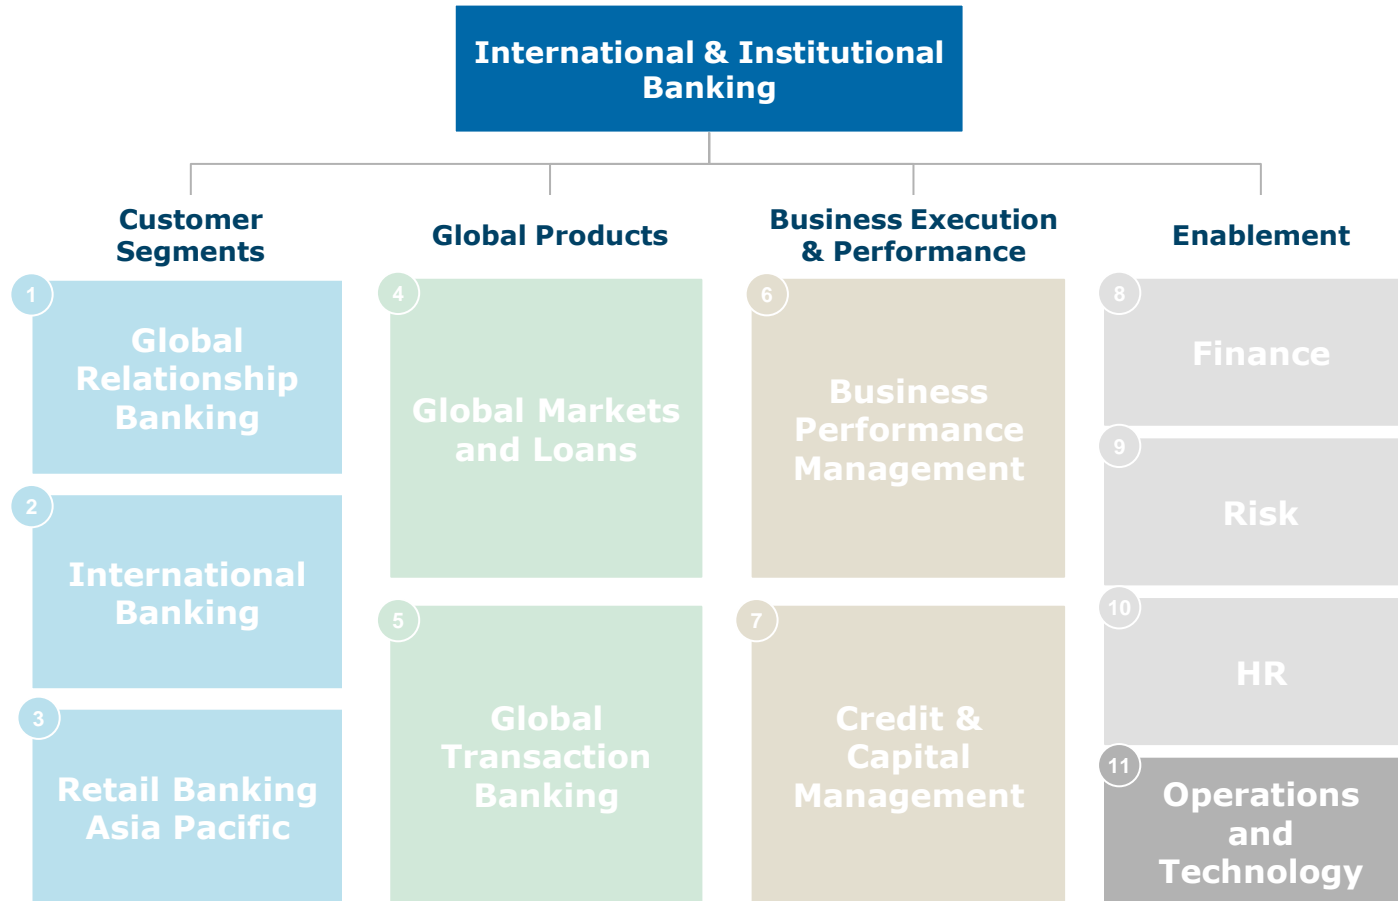 International & Institutional
Banking
Customer
Segments
Global Products
Business Execution
& Performance
Enablement
1
Global
Relationship
Banking
2
International
Banking
3
Retail Banking
Asia Pacific
4
Global Markets
and Loans
5
Global
Transaction
Banking
6
Business
Performance
Management
7
Credit &
Capital
Management
8
Finance
9
Risk
10
HR
11
Operations
and
Technology